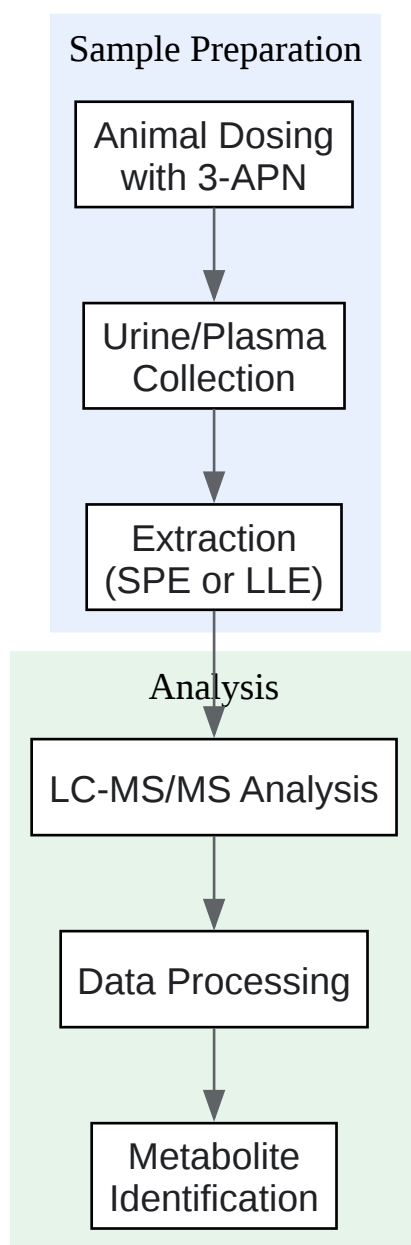 Sample Preparation
Animal Dosing
with 3-APN
Urine/Plasma
Collection
Extraction
(SPE or LLE)
Analysis
LC-MS/MS Analysis
Data Processing
Metabolite
Identification